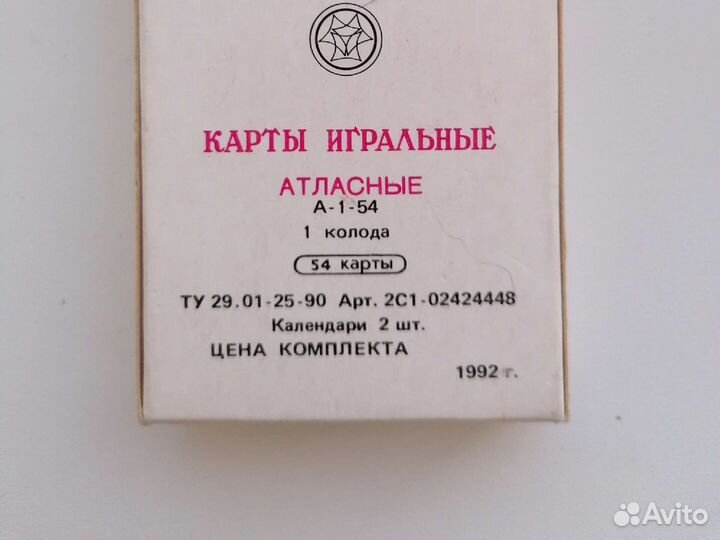 КАРТЫ ИГРАЛЬНЫЕ
АТЛАСНЫЕ
А-1-54
1 колода
54 карты
ТУ 29.01-25-90 Арт. 2С1-02424448
Календари 2 шт.
ЦЕНА КОМПЛЕКТА
1992 г.
Avito